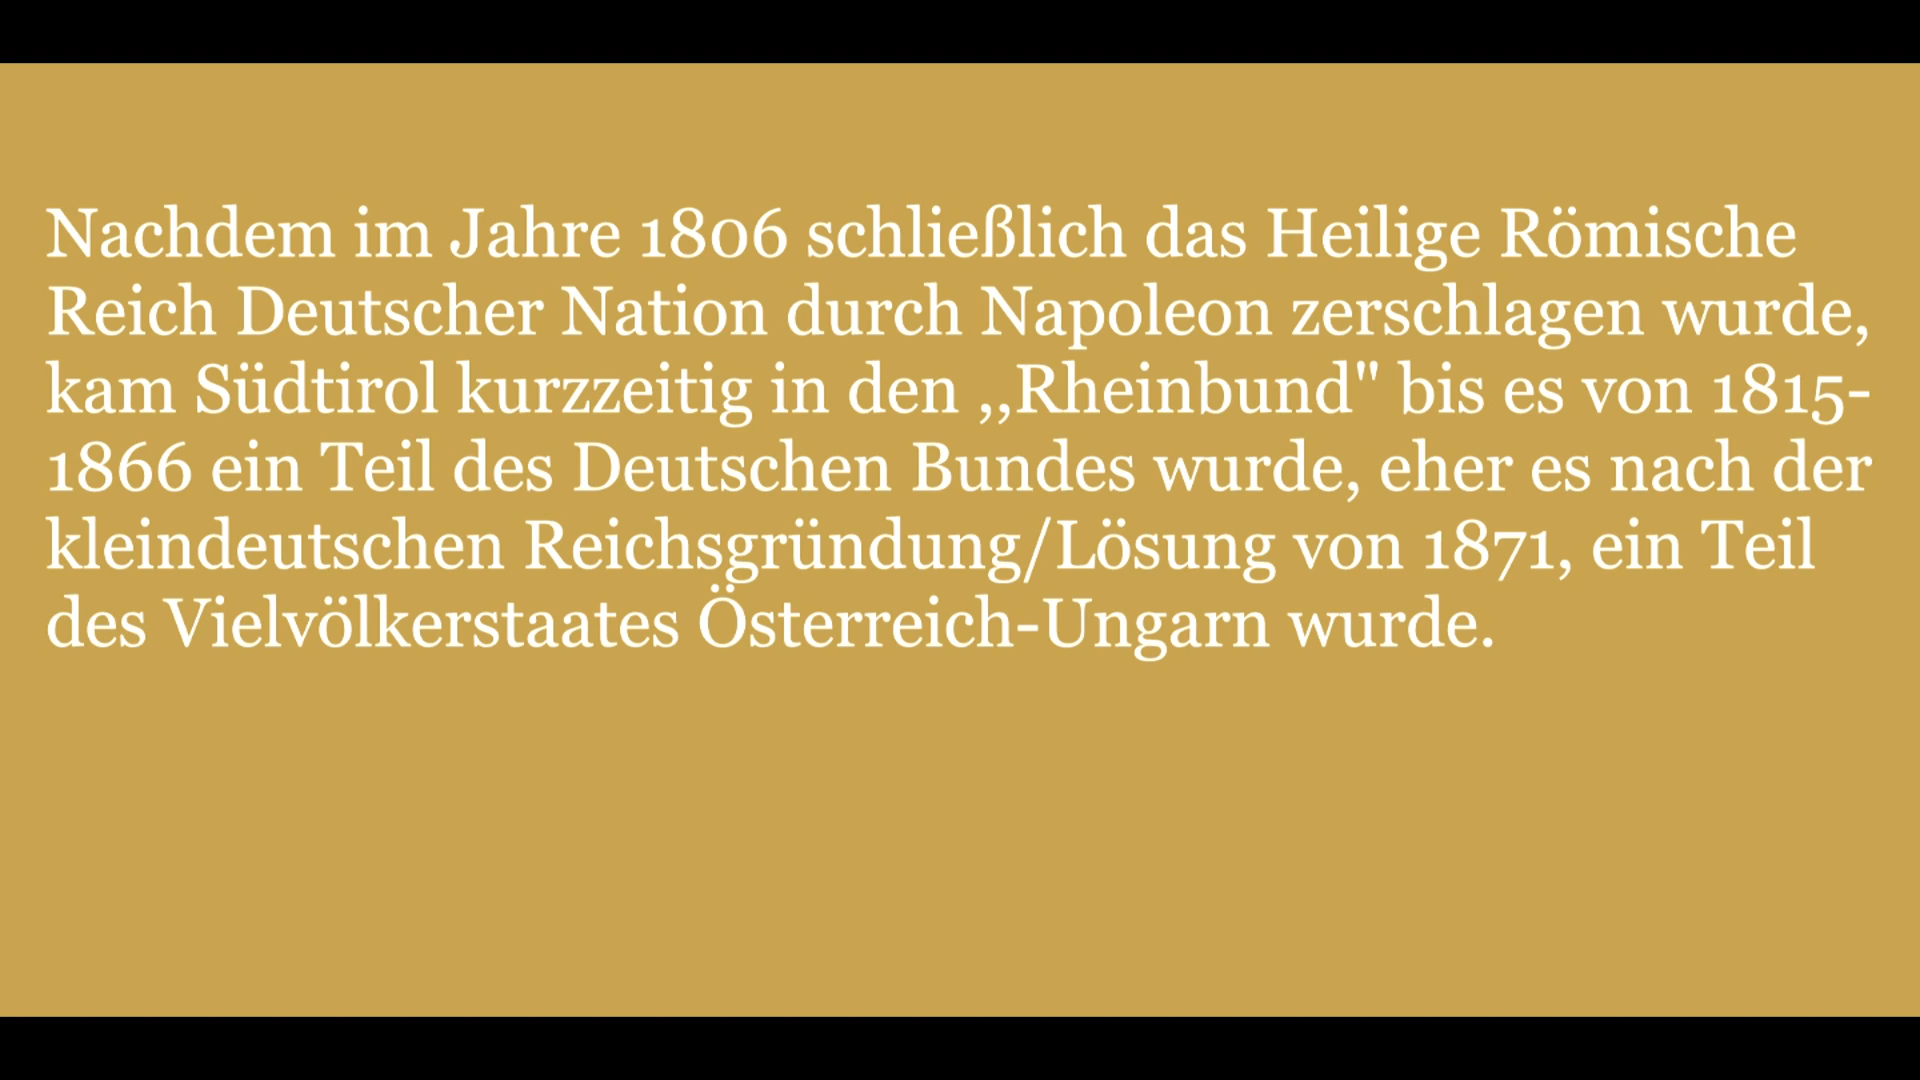 Nachdem im Jahre 1806 schließlich das Heilige Römische
Reich Deutscher Nation durch Napoleon zerschlagen wurde,
kam Südtirol kurzzeitig in den ,,Rheinbund" bis es von 1815-
1866 ein Teil des Deutschen Bundes wurde, eher es nach der
kleindeutschen Reichsgründung/Lösung von 1871, ein Teil
des Vielvölkerstaates Österreich-Ungarn wurde.